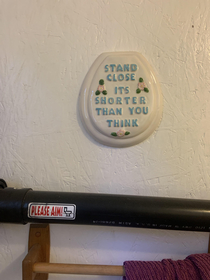 STAND
CLOSE
ITS
SHORTER
THAN YOU
THINK
PLEASE AIM!